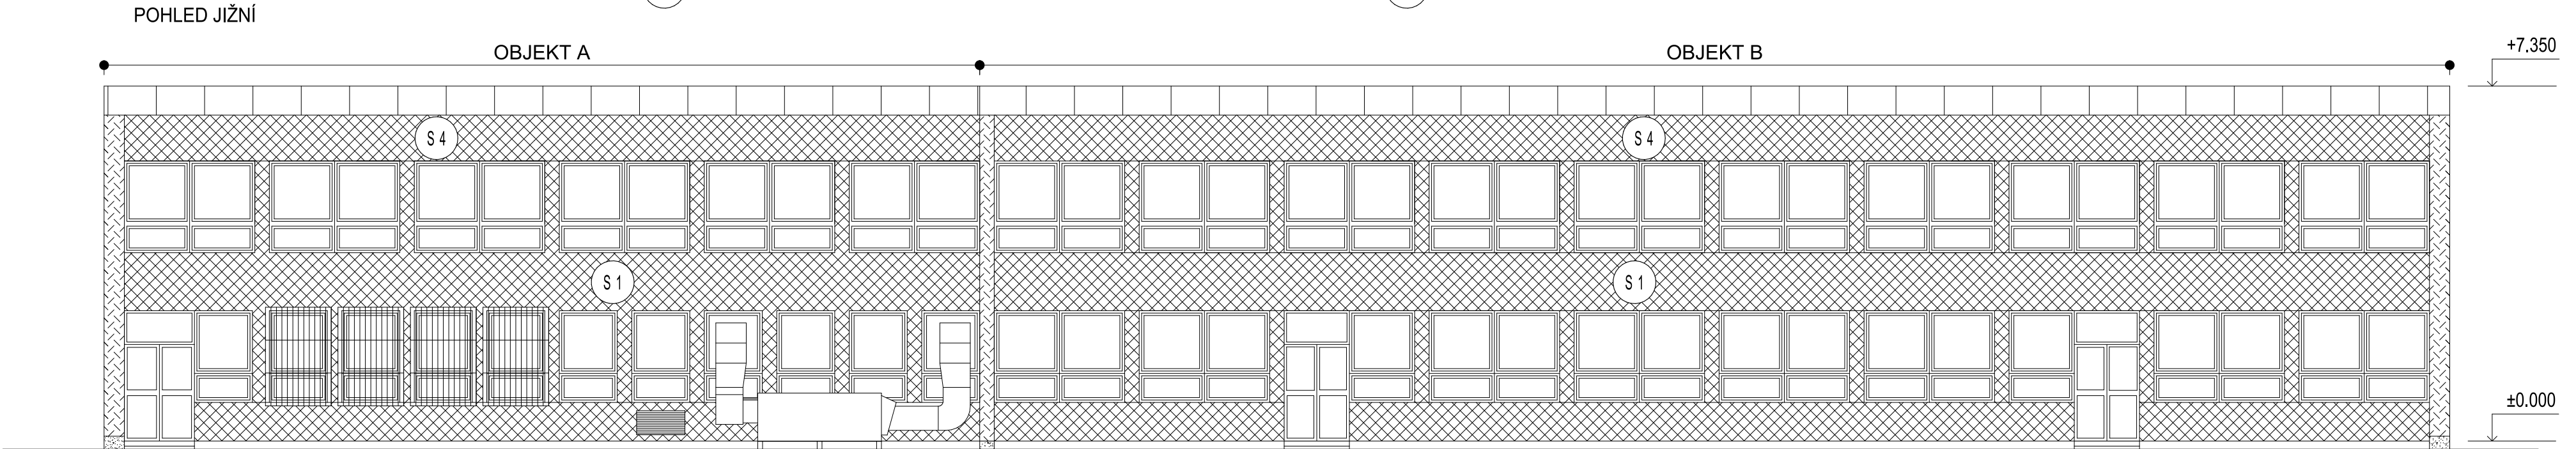 POHLED JIŽNÍ
OBJEKT A
OBJEKT B
+7.350
S 4
S 4
S 1
S 1
±0.000